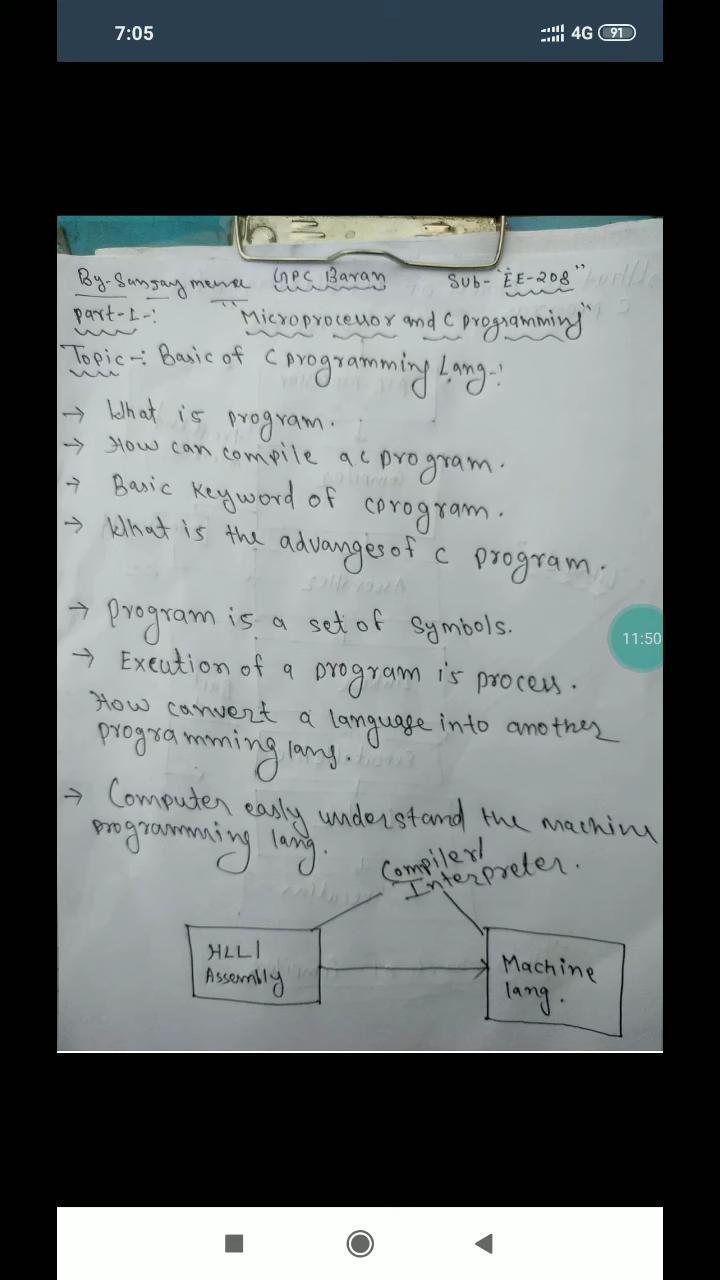 7:05
4G 91
By-Sanjay meena GPC Baran Sub- "EE-208"
Part-I-: "Microprocessor and C programming"
Topic-: Basic of C programming Lang-:
→ What is program.
→ How can compile a c program.
→ Basic keyword of cprogram.
→ What is the advanges of c program.
→ Program is a set of symbols.
11:50
→ Exeution of a program is process.
How canvert a language into another
programming lang.
→ Computer easly understand the machine
programming lang.
Compiler/
Interpreter.
HLL/
Assembly
Machine
lang.